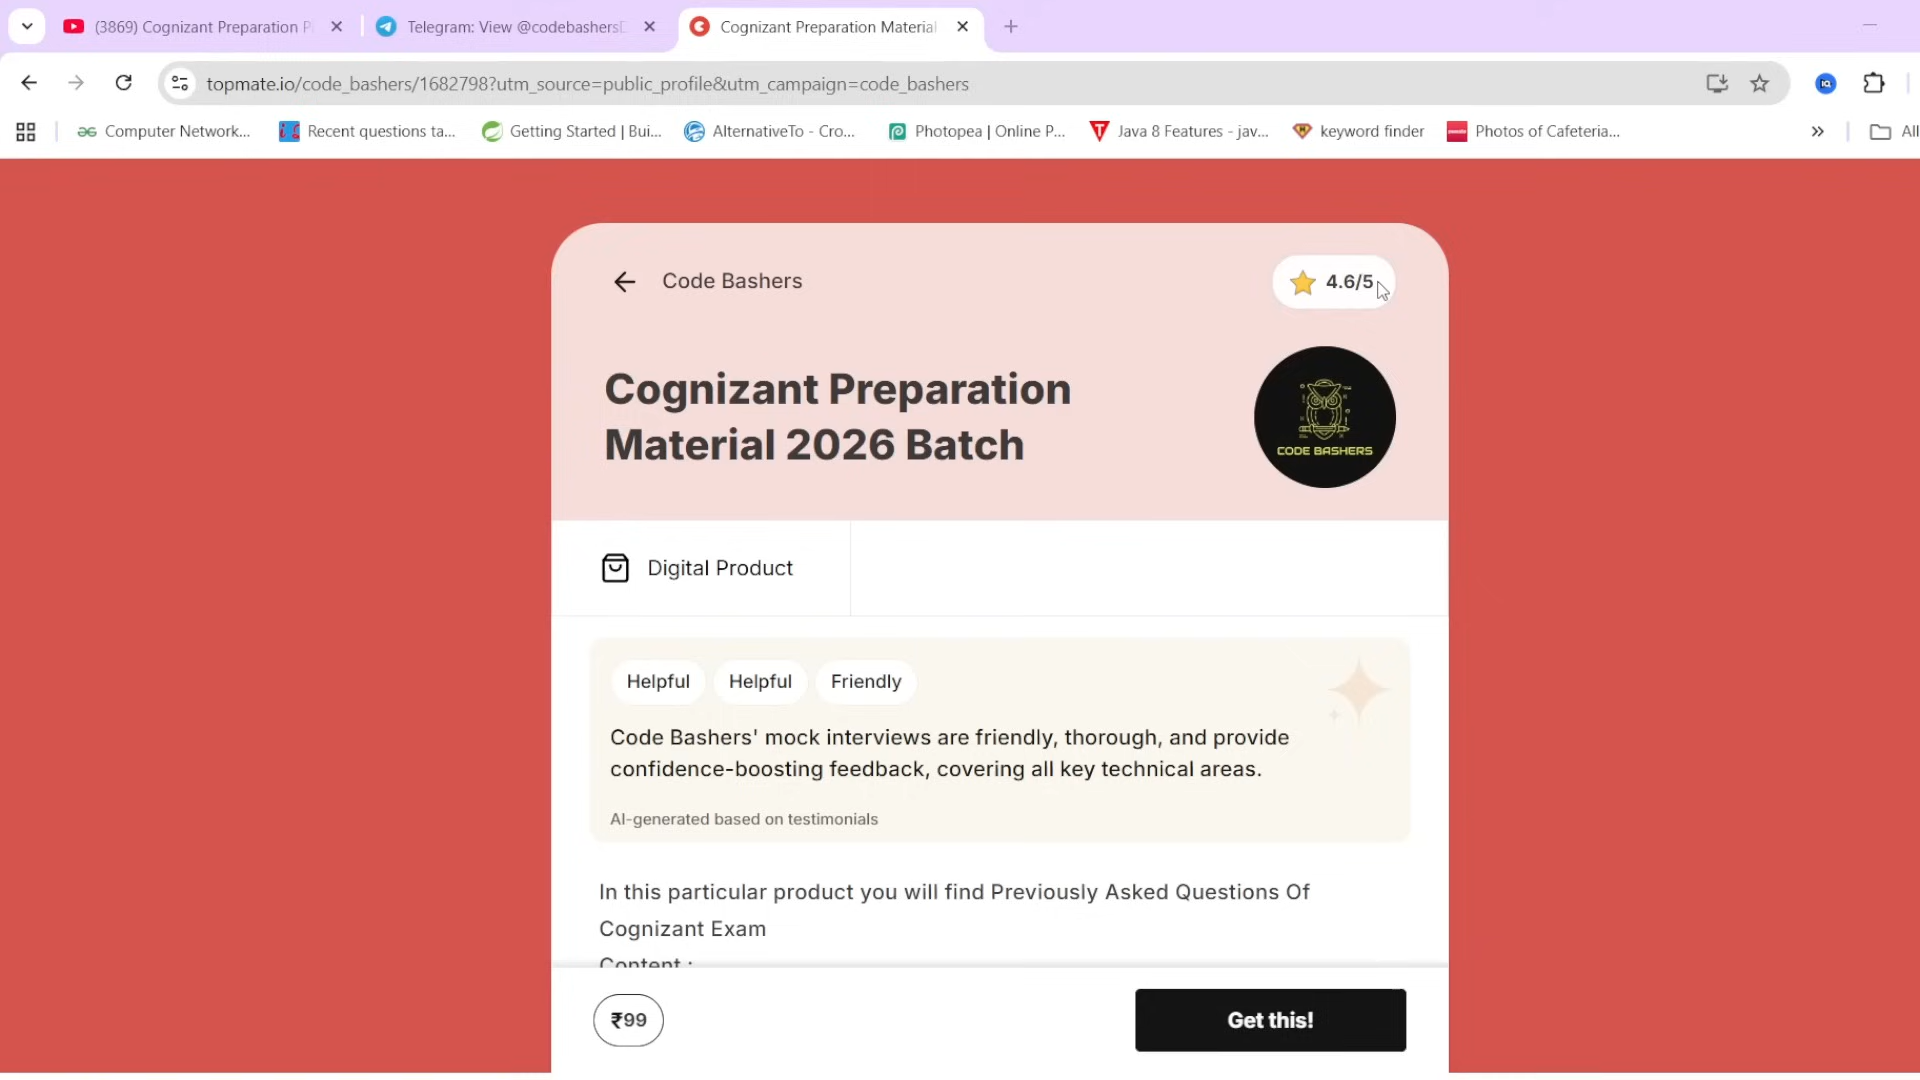 (3869) Cognizant Preparation P
Telegram: View @codebashers
Cognizant Preparation Material
topmate.io/code_bashers/1682798?utm_source=public_profile&utm_campaign=code_bashers
Computer Network...
Recent questions ta...
Getting Started | Bui...
AlternativeTo - Cro...
Photopea | Online P...
Java 8 Features - jav...
keyword finder
Photos of Cafeteria...
»
All
Code Bashers
4.6/5
Cognizant Preparation
Material 2026 Batch
CODE BASHERS
Digital Product
Helpful
Helpful
Friendly
Code Bashers' mock interviews are friendly, thorough, and provide
confidence-boosting feedback, covering all key technical areas.
AI-generated based on testimonials
In this particular product you will find Previously Asked Questions Of
Cognizant Exam
Content :
₹99
Get this!